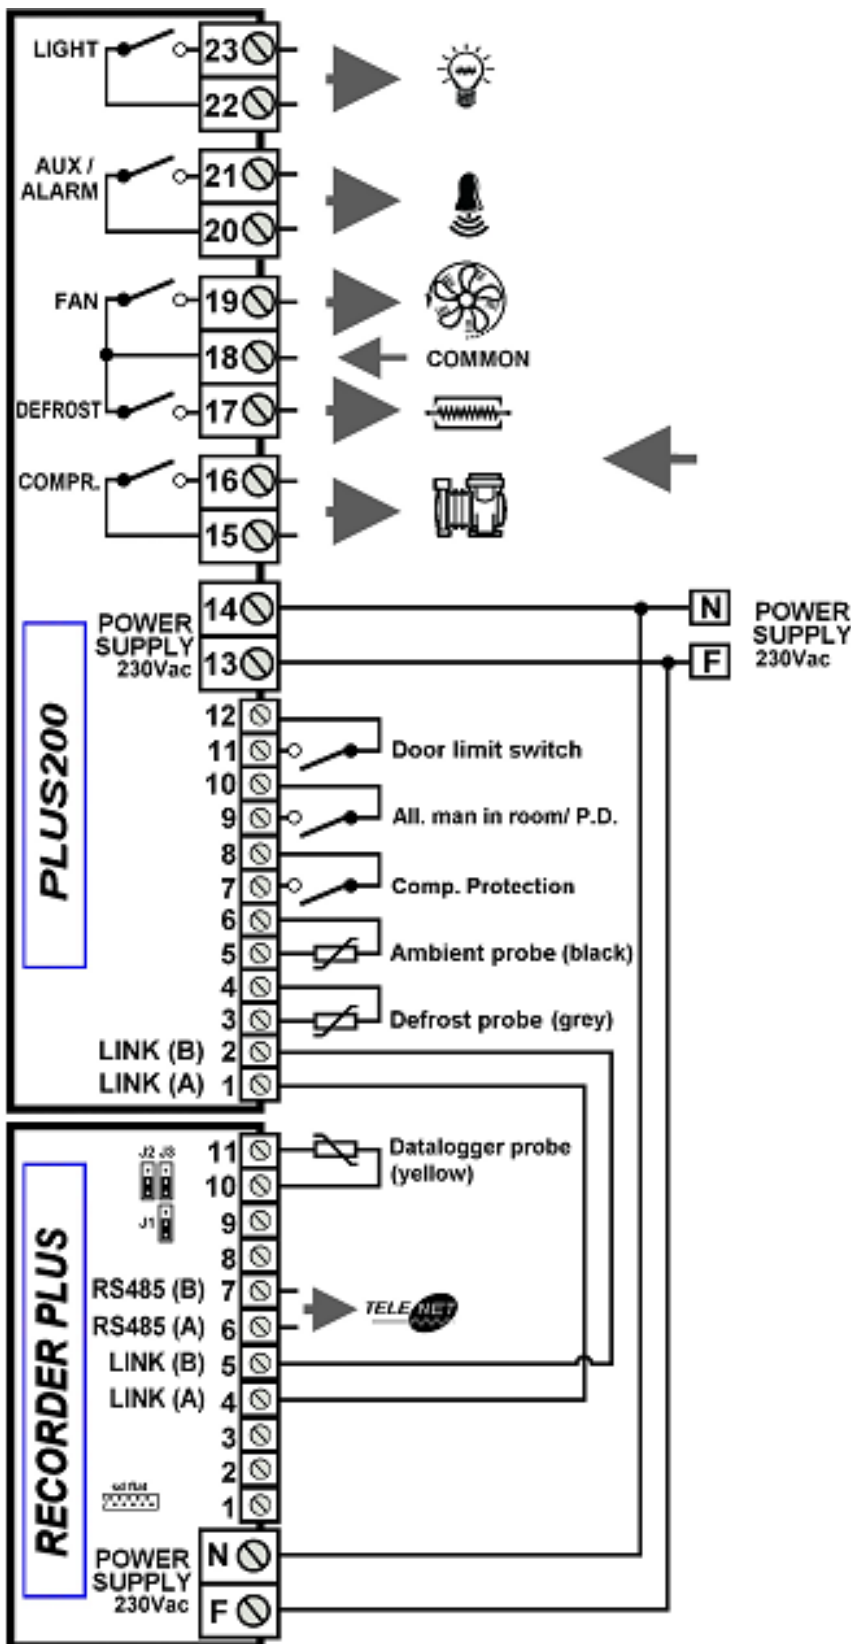 LIGHT
23
22
AUX /
ALARM
21
20
FAN
19
18
COMMON
DEFROST
17
COMPR.
16
15
POWER
SUPPLY
230Vac
14
13
N
F
POWER
SUPPLY
230Vac
PLUS200
12
11
Door limit switch
10
9
All. man in room/ P.D.
8
7
Comp. Protection
6
5
Ambient probe (black)
4
3
Defrost probe (grey)
LINK (B) 2
LINK (A) 1
RECORDER PLUS
J2 J3
J1
11
Datalogger probe
(yellow)
10
9
8
RS485 (B) 7
TELE NET
RS485 (A) 6
LINK (B) 5
LINK (A) 4
3
2
1
POWER
SUPPLY
230Vac
N
F